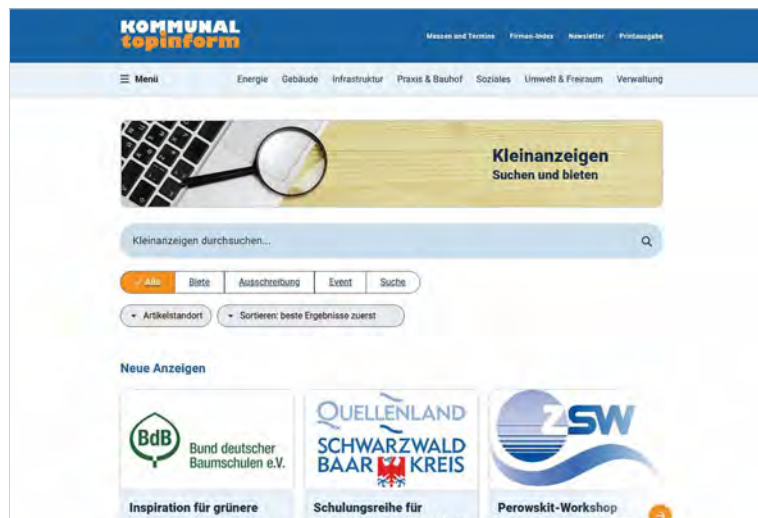 KOMMUNAL
topinform
Messen und Termine Firmen-Index Newsletter Printausgabe
Menü Energie Gebäude Infrastruktur Praxis & Bauhof Soziales Umwelt & Freiraum Verwaltung
Kleinanzeigen
Suchen und bieten
Kleinanzeigen durchsuchen...
Alle Biete Ausschreibung Event Suche
Artikelstandort Sortieren: beste Ergebnisse zuerst
Neue Anzeigen
BdB
Bund deutscher
Baumschulen e.V.
QUELLENLAND
SCHWARZWALD
BAAR KREIS
ZSW
Inspiration für grünere Schulungsreihe für Perowskit-Workshop